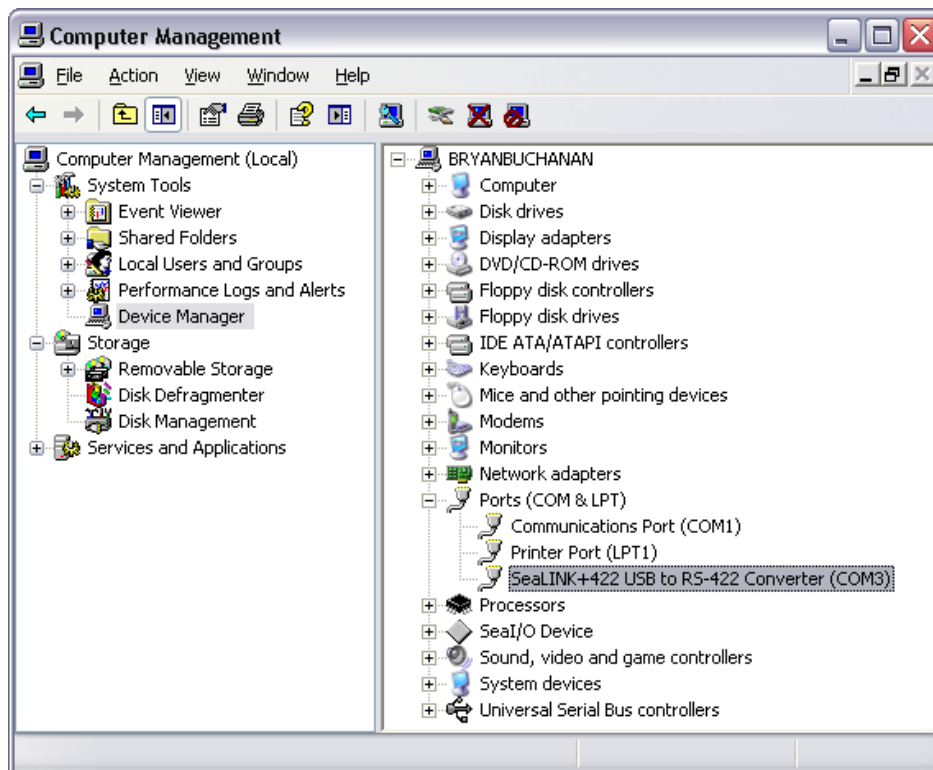 Computer Management
File Action View Window Help
Computer Management (Local)
System Tools
Event Viewer
Shared Folders
Local Users and Groups
Performance Logs and Alerts
Device Manager
Storage
Removable Storage
Disk Defragmenter
Disk Management
Services and Applications
BRYANBUCHANAN
Computer
Disk drives
Display adapters
DVD/CD-ROM drives
Floppy disk controllers
Floppy disk drives
IDE ATA/ATAPI controllers
Keyboards
Mice and other pointing devices
Modems
Monitors
Network adapters
Ports (COM & LPT)
Communications Port (COM1)
Printer Port (LPT1)
SeaLINK+422 USB to RS-422 Converter (COM3)
Processors
SeaI/O Device
Sound, video and game controllers
System devices
Universal Serial Bus controllers